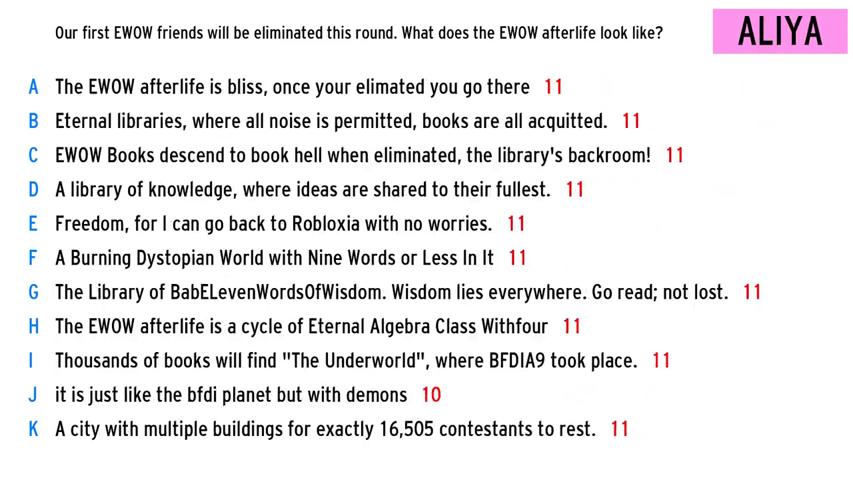 Our first EWOW friends will be eliminated this round. What does the EWOW afterlife look like?
ALIYA
A The EWOW afterlife is bliss, once your elimated you go there 11
B Eternal libraries, where all noise is permitted, books are all acquitted. 11
C EWOW Books descend to book hell when eliminated, the library's backroom! 11
D A library of knowledge, where ideas are shared to their fullest. 11
E Freedom, for I can go back to Robloxia with no worries. 11
F A Burning Dystopian World with Nine Words or Less In It 11
G The Library of BabELevenWordsOfWisdom. Wisdom lies everywhere. Go read; not lost. 11
H The EWOW afterlife is a cycle of Eternal Algebra Class Withfour 11
I Thousands of books will find "The Underworld", where BFDIA9 took place. 11
J it is just like the bfdi planet but with demons 10
K A city with multiple buildings for exactly 16,505 contestants to rest. 11